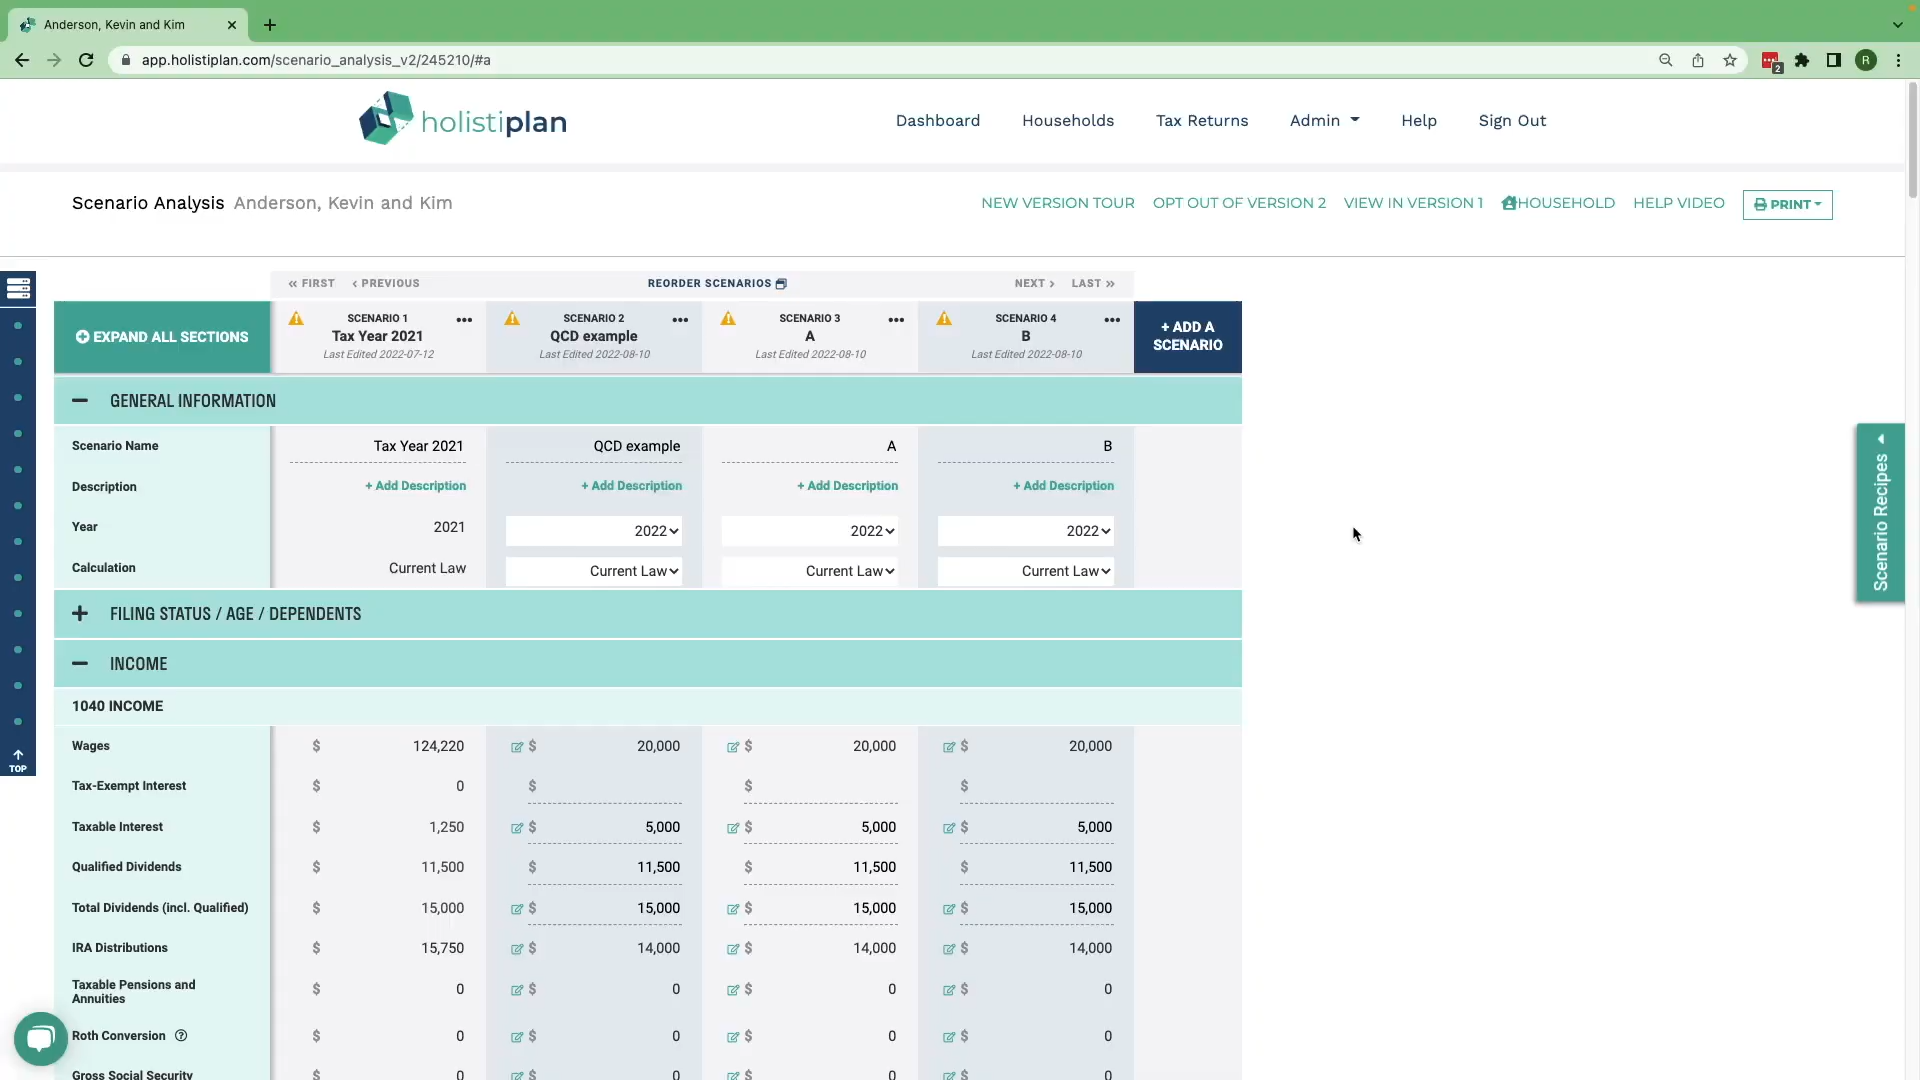 Anderson, Kevin and Kim
app.holistiplan.com/scenario_analysis_v2/245210/#a
2
R
holistiplan
Dashboard Households Tax Returns Admin Help Sign Out
Scenario Analysis Anderson, Kevin and Kim
NEW VERSION TOUR OPT OUT OF VERSION 2 VIEW IN VERSION 1 HOUSEHOLD HELP VIDEO PRINT
« FIRST ‹ PREVIOUS REORDER SCENARIOS NEXT › LAST »
EXPAND ALL SECTIONS
SCENARIO 1
Tax Year 2021
Last Edited 2022-07-12
SCENARIO 2
QCD example
Last Edited 2022-08-10
SCENARIO 3
A
Last Edited 2022-08-10
SCENARIO 4
B
Last Edited 2022-08-10
+ ADD A
SCENARIO
GENERAL INFORMATION
Scenario Name Tax Year 2021 QCD example A B
Description + Add Description + Add Description + Add Description + Add Description
Year 2021 2022 2022 2022
Calculation Current Law Current Law Current Law Current Law
FILING STATUS / AGE / DEPENDENTS
INCOME
1040 INCOME
Wages $ 124,220 $ 20,000 $ 20,000 $ 20,000
Tax-Exempt Interest $ 0 $ $ $
Taxable Interest $ 1,250 $ 5,000 $ 5,000 $ 5,000
Qualified Dividends $ 11,500 $ 11,500 $ 11,500 $ 11,500
Total Dividends (incl. Qualified) $ 15,000 $ 15,000 $ 15,000 $ 15,000
IRA Distributions $ 15,750 $ 14,000 $ 14,000 $ 14,000
Taxable Pensions and
Annuities $ 0 $ 0 $ 0 $ 0
Roth Conversion ? $ 0 $ 0 $ 0 $ 0
Gross Social Security $ 0 $ 0 $ 0 $ 0
TOP
Scenario Recipes